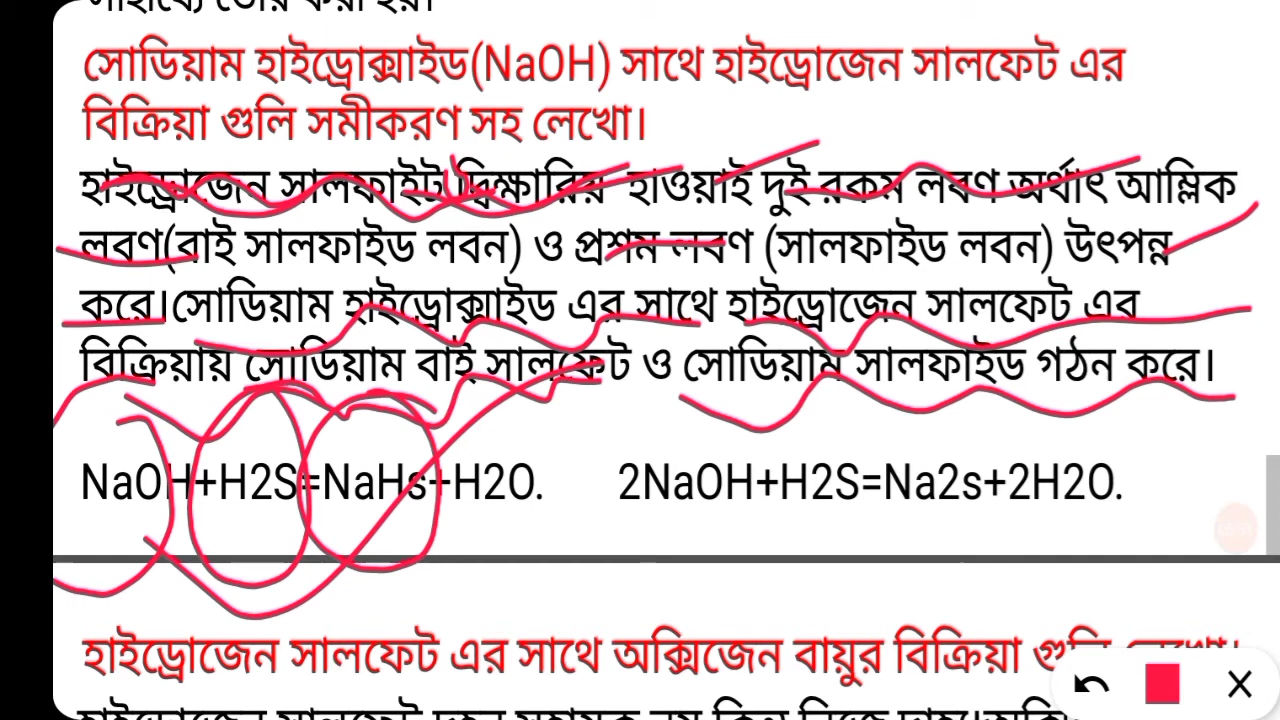 সোডিয়াম হাইড্রোক্সাইড(NaOH) সাথে হাইড্রোজেন সালফেট এর
বিক্রিয়া গুলি সমীকরণ সহ লেখো।
হাইড্রোজেন সালফাইট দ্বিক্ষারির হাওয়াই দুই রকম লবণ অর্থাৎ আম্লিক
লবণ(বাই সালফাইড লবন) ও প্রশম লবণ (সালফাইড লবন) উৎপন্ন
করে।সোডিয়াম হাইড্রোক্সাইড এর সাথে হাইড্রোজেন সালফেট এর
বিক্রিয়ায় সোডিয়াম বাই সালফেট ও সোডিয়াম সালফাইড গঠন করে।
NaOH+H2S=NaHs+H2O. 2NaOH+H2S=Na2s+2H2O.
হাইড্রোজেন সালফেট এর সাথে অক্সিজেন বায়ুর বিক্রিয়া